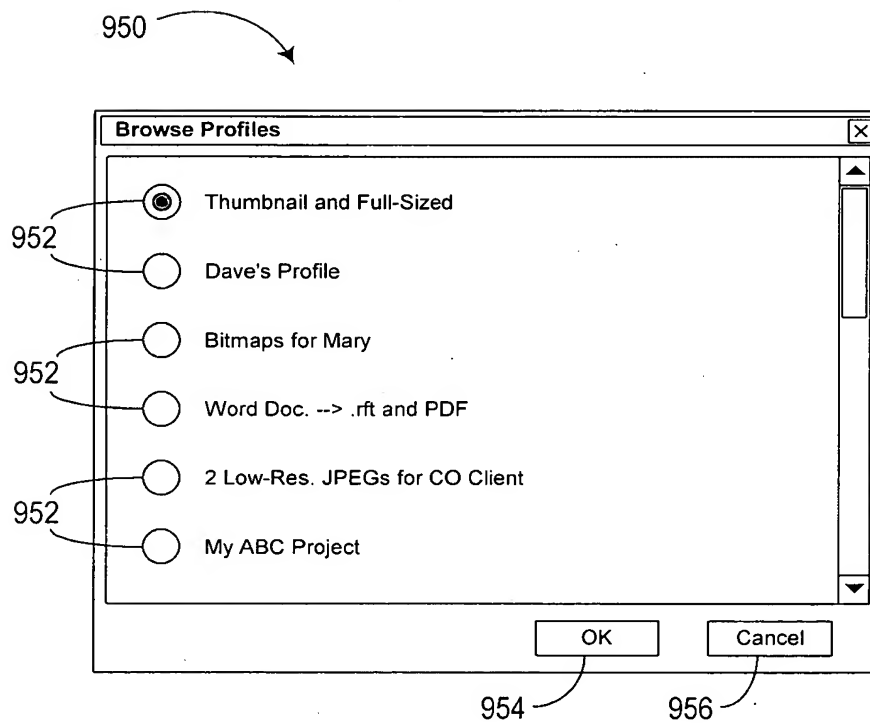 950
Browse Profiles
Thumbnail and Full-Sized
952
Dave's Profile
Bitmaps for Mary
952
Word Doc. --> .rft and PDF
2 Low-Res. JPEGs for CO Client
952
My ABC Project
OK Cancel
954 956